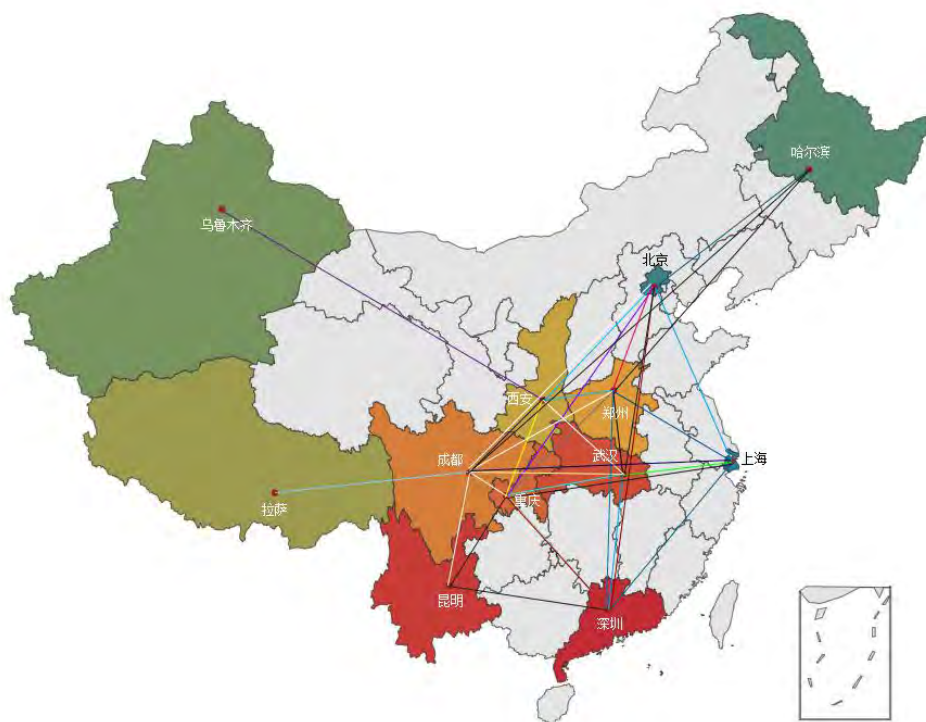 哈尔滨
乌鲁木齐
北京
西安
郑州
成都
武汉
上海
重庆
拉萨
昆明
深圳